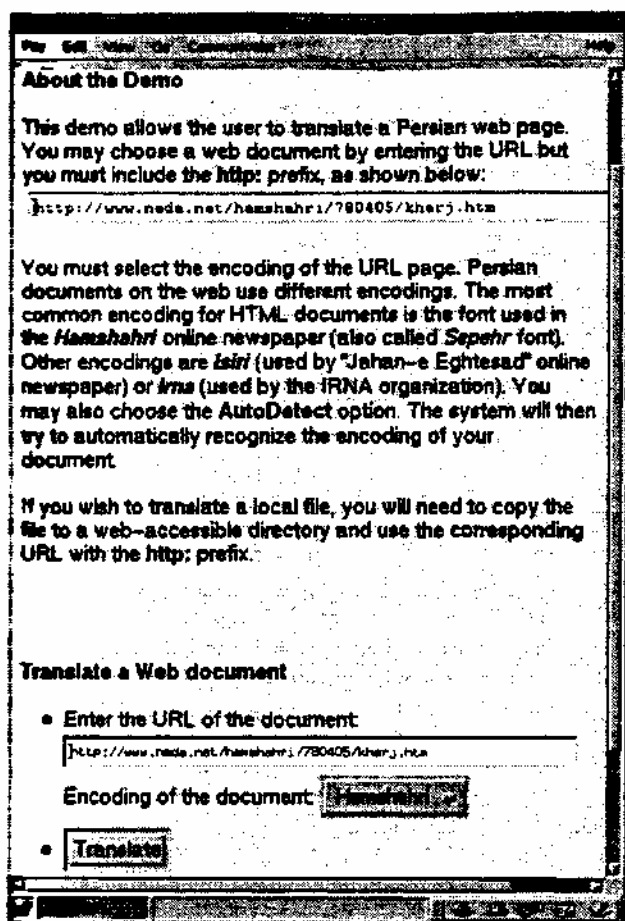 Edit View Go Communicator Help
About the Demo
This demo allows the user to translate a Persian web page.
You may choose a web document by entering the URL but
you must include the http: prefix, as shown below:
http://www.neda.net/hamshahri/780405/kharj.htm
You must select the encoding of the URL page. Persian
documents on the web use different encodings. The most
common encoding for HTML documents is the font used in
the Hamshahri online newspaper (also called Sepehr font).
Other encodings are isiri (used by "Jahan-e Eghtesad" online
newspaper) or irna (used by the IRNA organization). You
may also choose the AutoDetect option. The system will then
try to automatically recognize the encoding of your
document.
If you wish to translate a local file, you will need to copy the
file to a web-accessible directory and use the corresponding
URL with the http: prefix.
Translate a Web document
• Enter the URL of the document:
http://www.neda.net/hamshahri/780405/kharj.htm
Encoding of the document: Hamshahri
• Translate